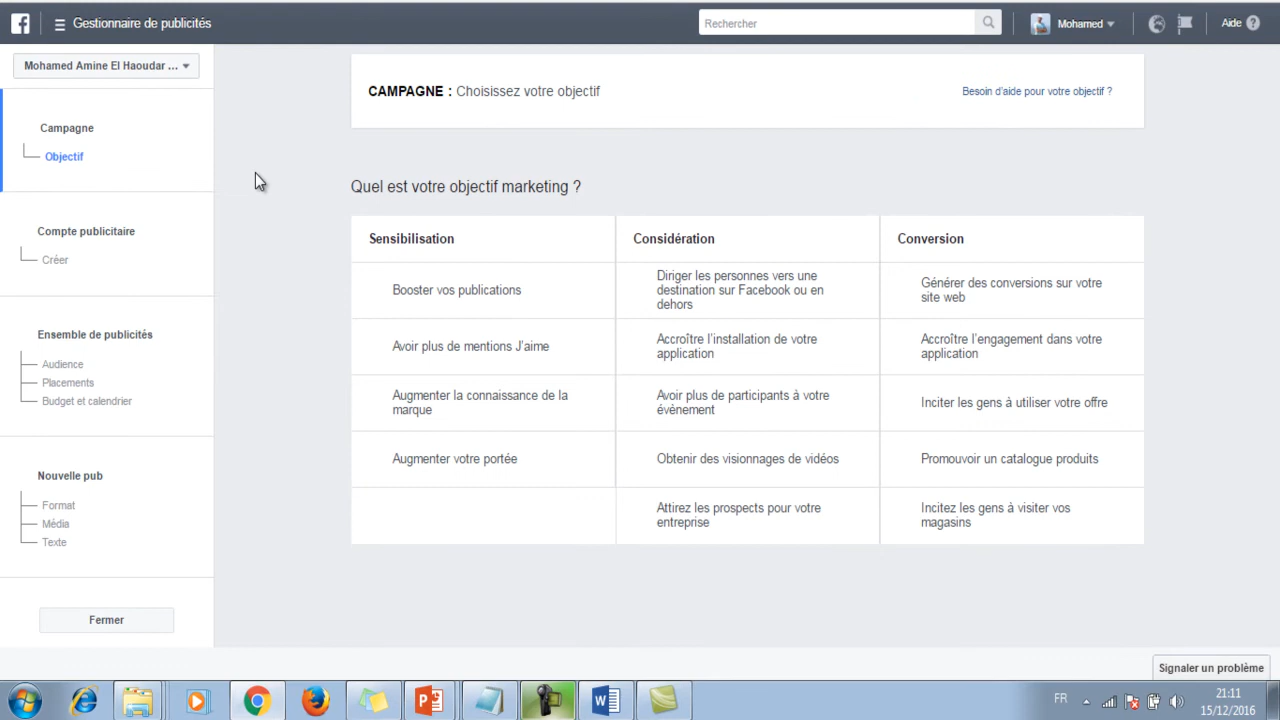 Gestionnaire de publicités
Rechercher
Mohamed
Aide ?
Mohamed Amine El Haoudar ...
CAMPAGNE : Choisissez votre objectif
Besoin d'aide pour votre objectif ?
Campagne
Objectif
Compte publicitaire
Créer
Ensemble de publicités
Audience
Placements
Budget et calendrier
Nouvelle pub
Format
Média
Texte
Fermer
Quel est votre objectif marketing ?
Sensibilisation
Considération
Conversion
Booster vos publications
Diriger les personnes vers une
destination sur Facebook ou en
dehors
Générer des conversions sur votre
site web
Avoir plus de mentions J'aime
Accroître l'installation de votre
application
Accroître l'engagement dans votre
application
Augmenter la connaissance de la
marque
Avoir plus de participants à votre
évènement
Inciter les gens à utiliser votre offre
Augmenter votre portée
Obtenir des visionnages de vidéos
Promouvoir un catalogue produits
Attirez les prospects pour votre
entreprise
Incitez les gens à visiter vos
magasins
Signaler un problème
FR
21:11
15/12/2016